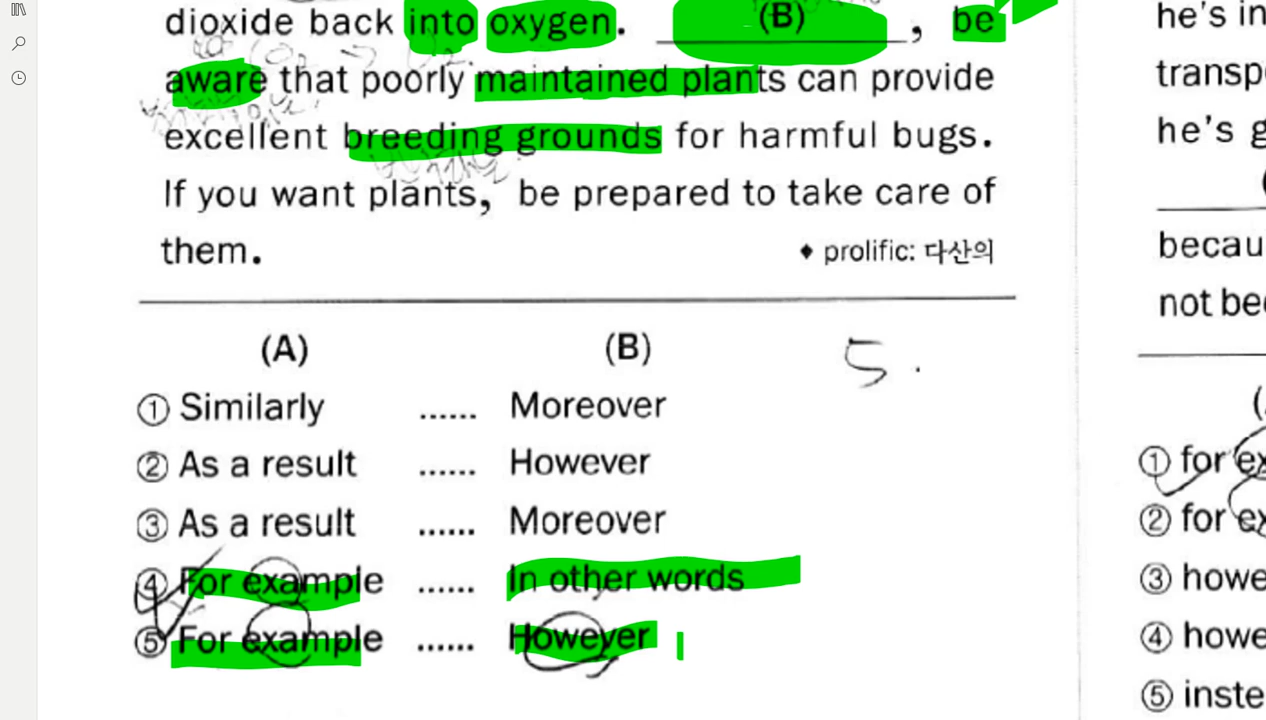 dioxide back into oxygen. (B) , be
aware that poorly maintained plants can provide
excellent breeding grounds for harmful bugs.
If you want plants, be prepared to take care of
them. ♦ prolific: 다산의
(A) (B)
① Similarly ...... Moreover
② As a result ...... However
③ As a result ...... Moreover
④ For example ...... In other words
⑤ For example ...... However
5.
he's in
transp
he's g
becau
not be
① for ex
② for ex
③ howe
④ howe
⑤ inste